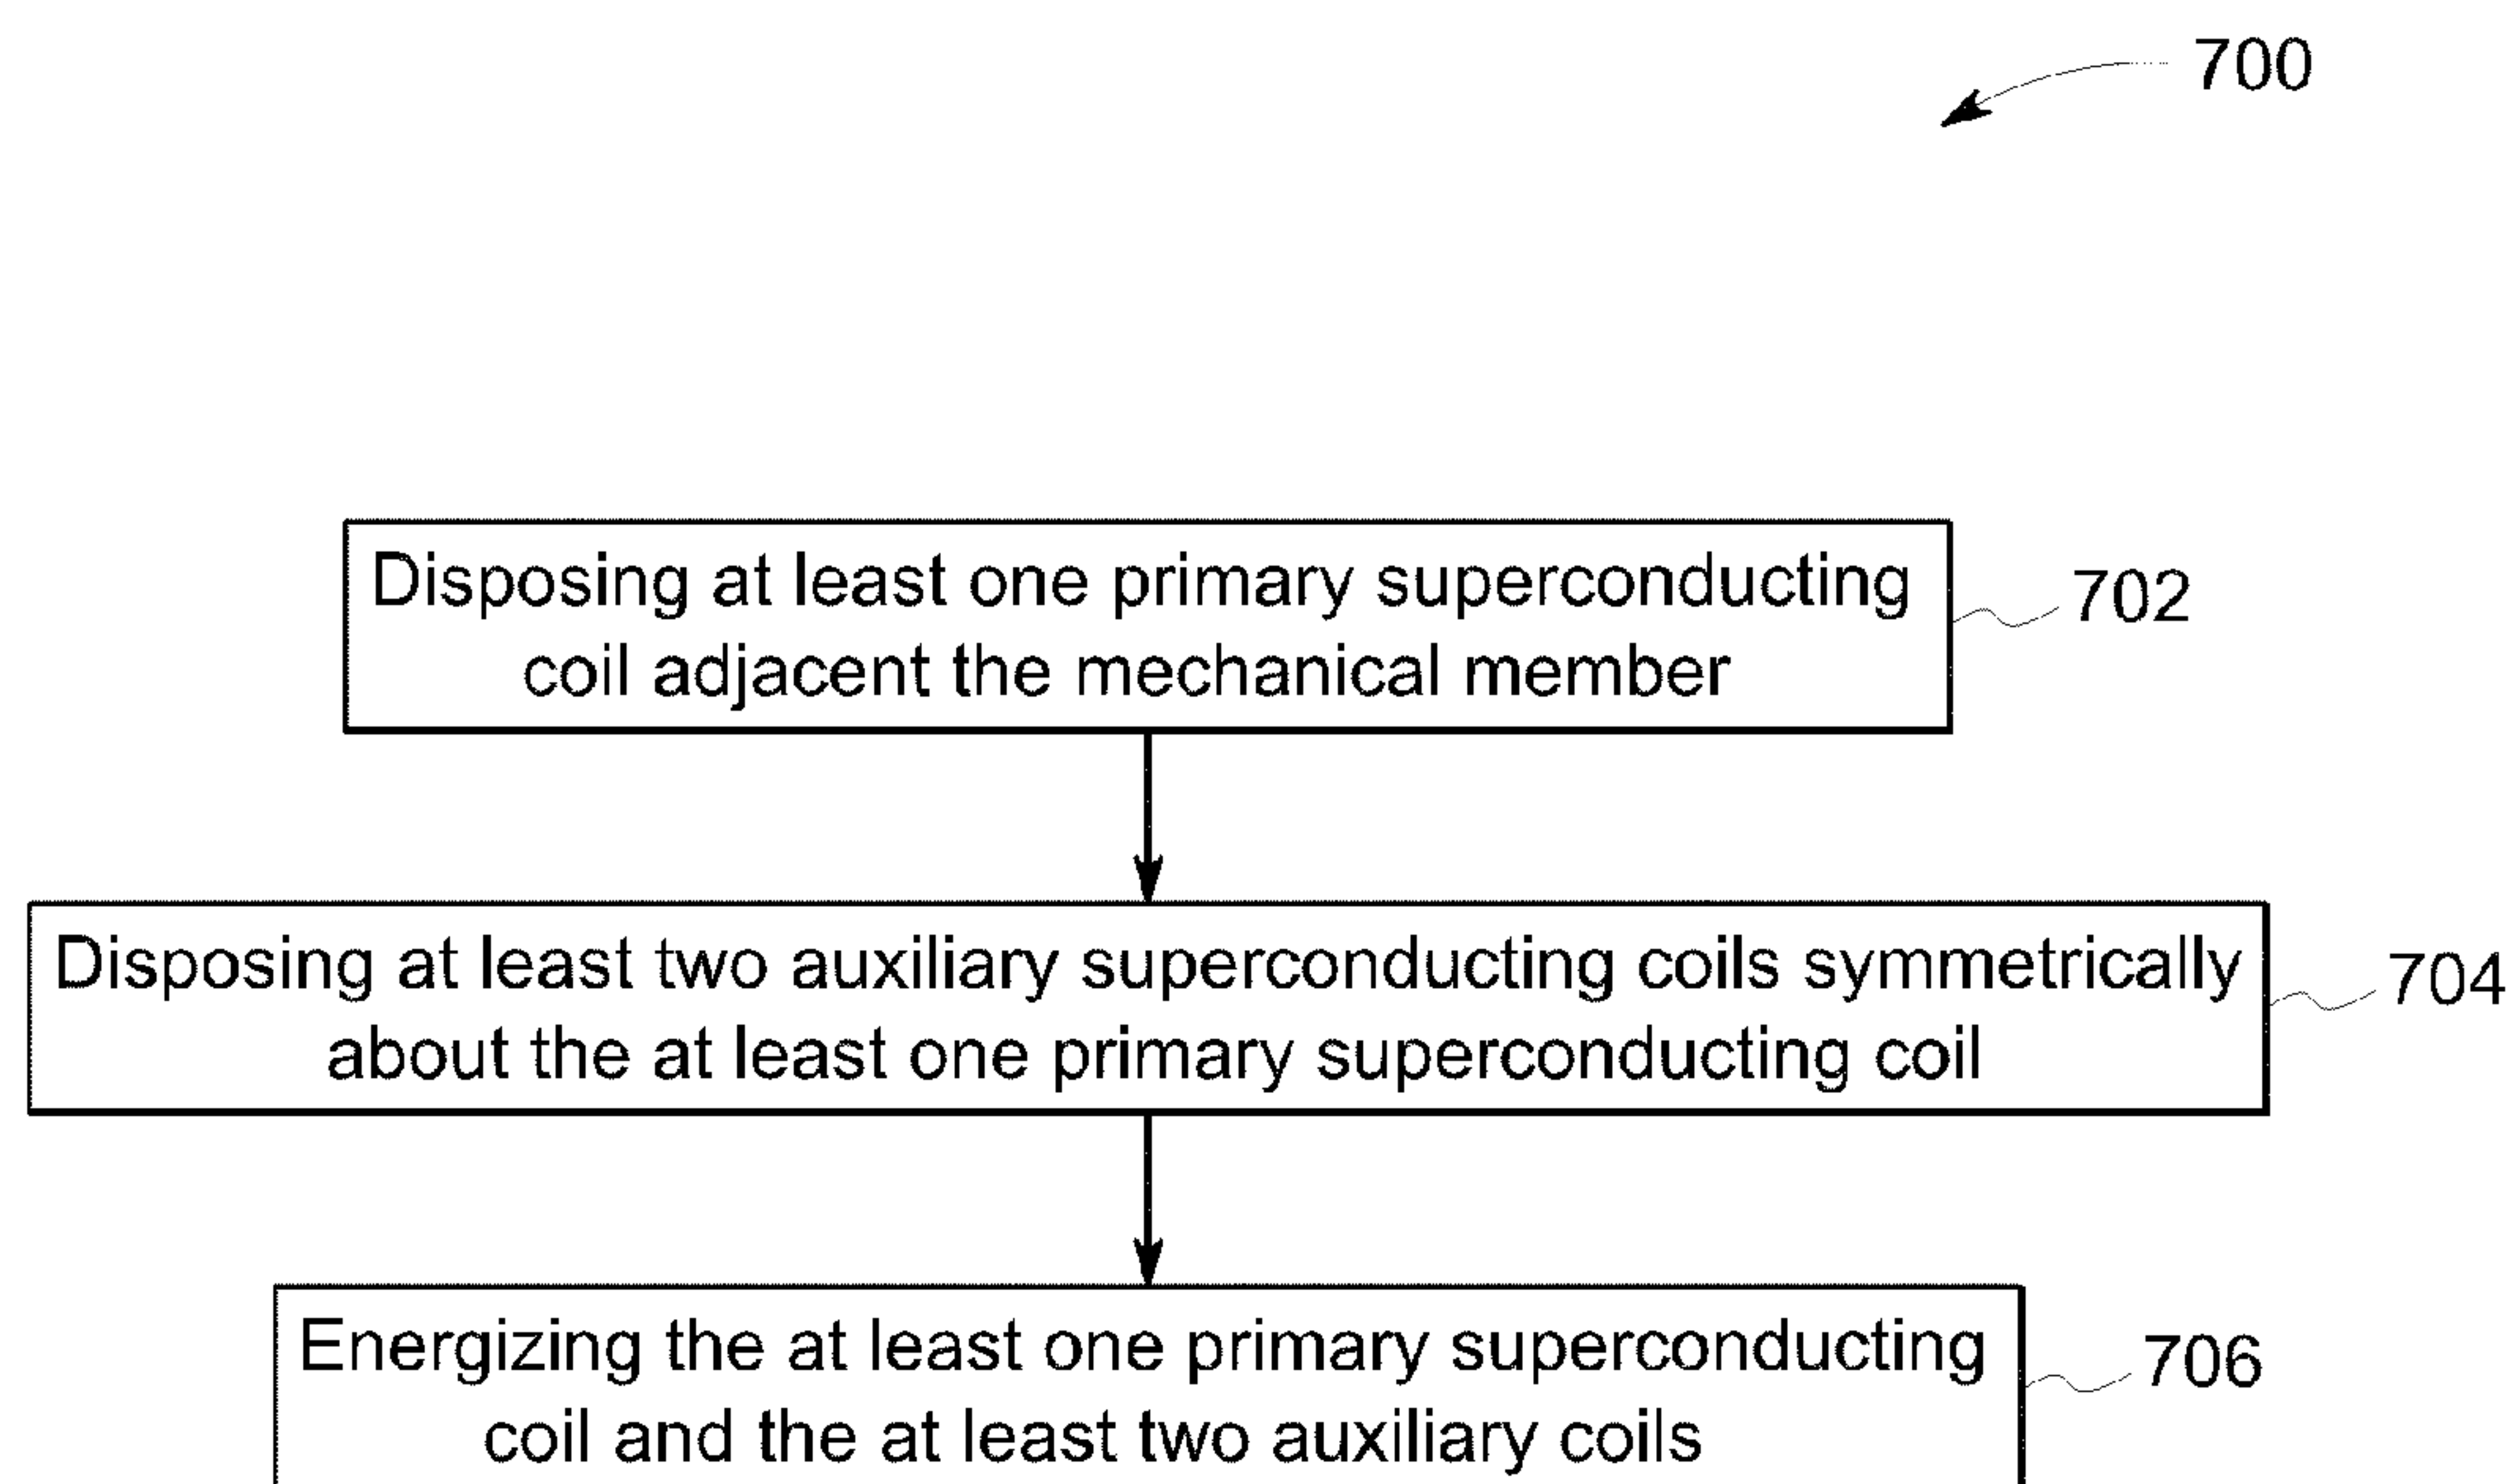 700
Disposing at least one primary superconducting
coil adjacent the mechanical member
702
Disposing at least two auxiliary superconducting coils symmetrically
about the at least one primary superconducting coil
704
Energizing the at least one primary superconducting
coil and the at least two auxiliary coils
706